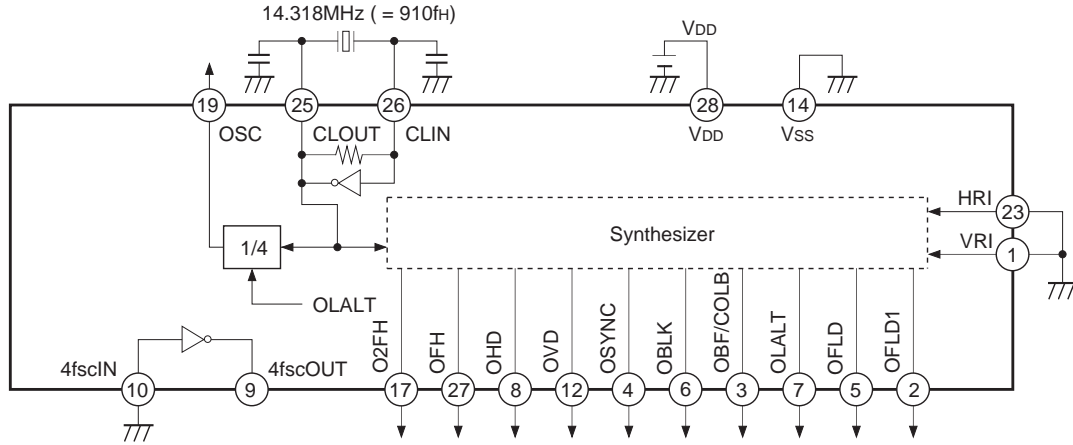 14.318MHz ( = 910fH)
VDD
19
25
26
28
14
OSC
CLOUT
CLIN
VDD
VSS
HRI
23
Synthesizer
VRI
1
1/4
OLALT
O2FH
OFH
OHD
OVD
OSYNC
OBLK
OBF/COLB
OLALT
OFLD
OFLD1
4fscIN
4fscOUT
10
9
17
27
8
12
4
6
3
7
5
2